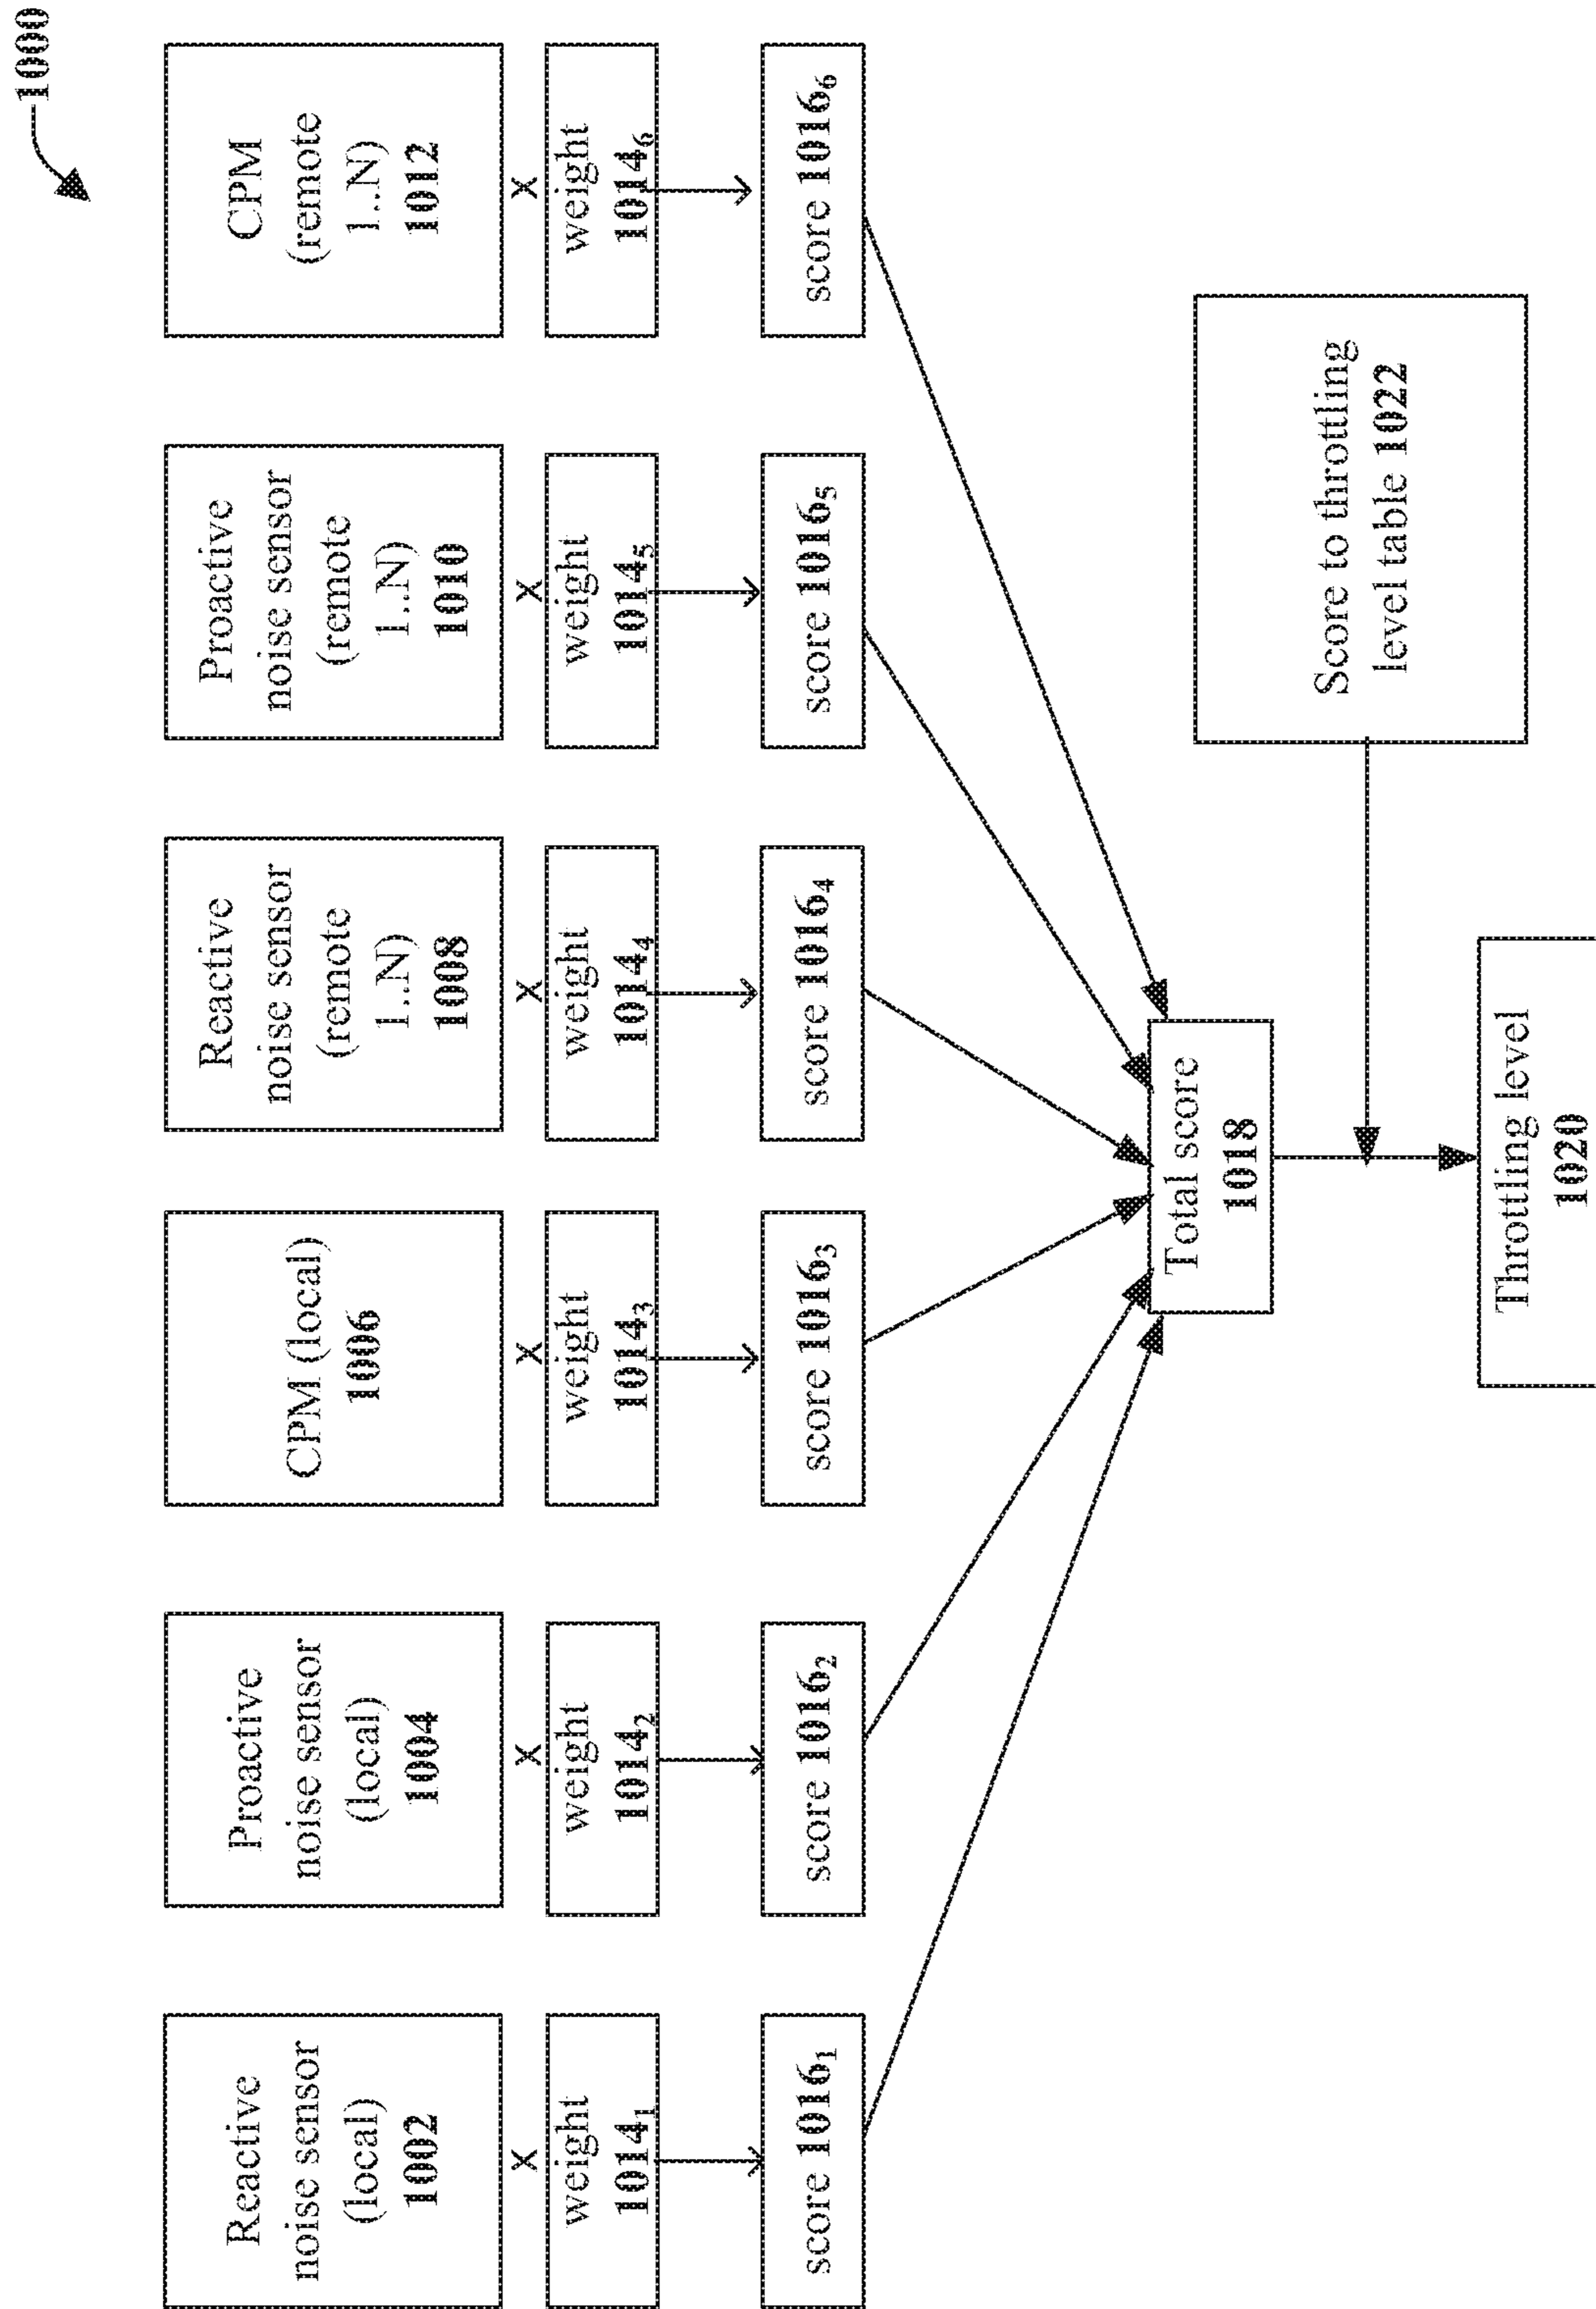 1000
Reactive
noise sensor
(local)
1002
Proactive
noise sensor
(local)
1004
CPM (local)
1006
Reactive
noise sensor
(remote
1..N)
1008
Proactive
noise sensor
(remote
1..N)
1010
CPM
(remote
1..N)
1012
X
X
X
X
X
X
weight
1014₁
weight
1014₂
weight
1014₃
weight
1014₄
weight
1014₅
weight
1014₆
score 1016₁
score 1016₂
score 1016₃
score 1016₄
score 1016₅
score 1016₆
Total score
1018
Score to throttling
level table 1022
Throttling level
1020